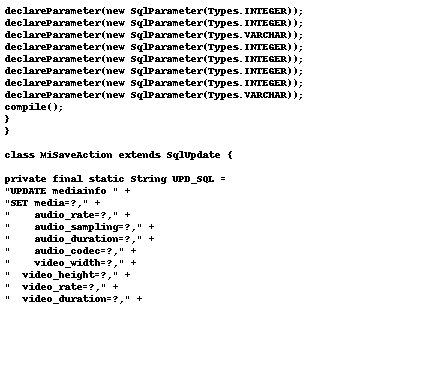 declareParameter(new SqlParameter(Types.INTEGER));
declareParameter(new SqlParameter(Types.INTEGER));
declareParameter(new SqlParameter(Types.VARCHAR));
declareParameter(new SqlParameter(Types.INTEGER));
declareParameter(new SqlParameter(Types.INTEGER));
declareParameter(new SqlParameter(Types.INTEGER));
declareParameter(new SqlParameter(Types.INTEGER));
declareParameter(new SqlParameter(Types.VARCHAR));
compile();
}
}
class MiSaveAction extends SqlUpdate {
private final static String UPD_SQL =
"UPDATE mediainfo " +
"SET media=?," +
"    audio_rate=?," +
"    audio_sampling=?," +
"    audio_duration=?," +
"    audio_codec=?," +
"    video_width=?," +
"  video_height=?," +
"  video_rate=?," +
"  video_duration=?," +